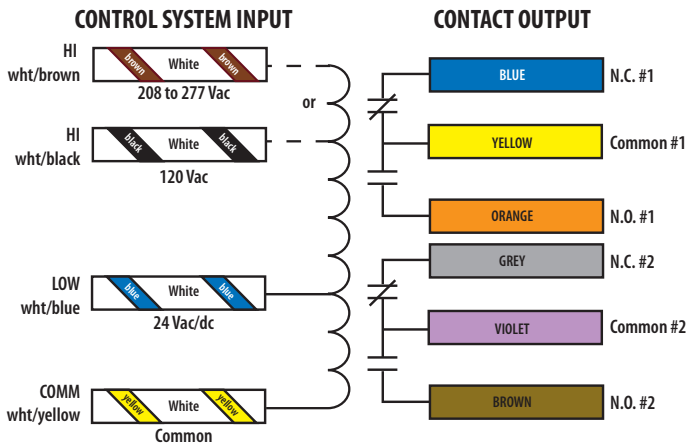 CONTROL SYSTEM INPUT
HI
wht/brown
brown White brown
208 to 277 Vac
or
HI
wht/black
black White black
120 Vac
LOW
wht/blue
blue White blue
24 Vac/dc
COMM
wht/yellow
yellow White yellow
Common
CONTACT OUTPUT
BLUE N.C. #1
YELLOW Common #1
ORANGE N.O. #1
GREY N.C. #2
VIOLET Common #2
BROWN N.O. #2